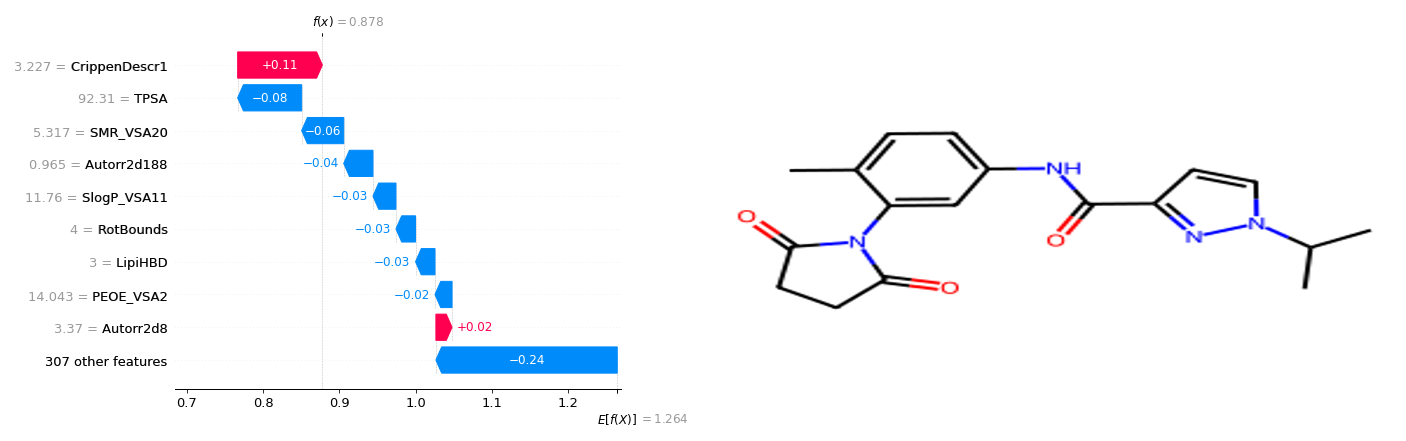 f(x) = 0.878
3.227 = CrippenDescr1
+0.11
92.31 = TPSA
−0.08
5.317 = SMR_VSA20
−0.06
0.965 = Autorr2d188
−0.04
11.76 = SlogP_VSA11
−0.03
4 = RotBounds
−0.03
3 = LipiHBD
−0.03
14.043 = PEOE_VSA2
−0.02
3.37 = Autorr2d8
+0.02
307 other features
−0.24
0.7 0.8 0.9 1.0 1.1 1.2
E[f(X)] = 1.264
NH
O
O
N
N
N
O